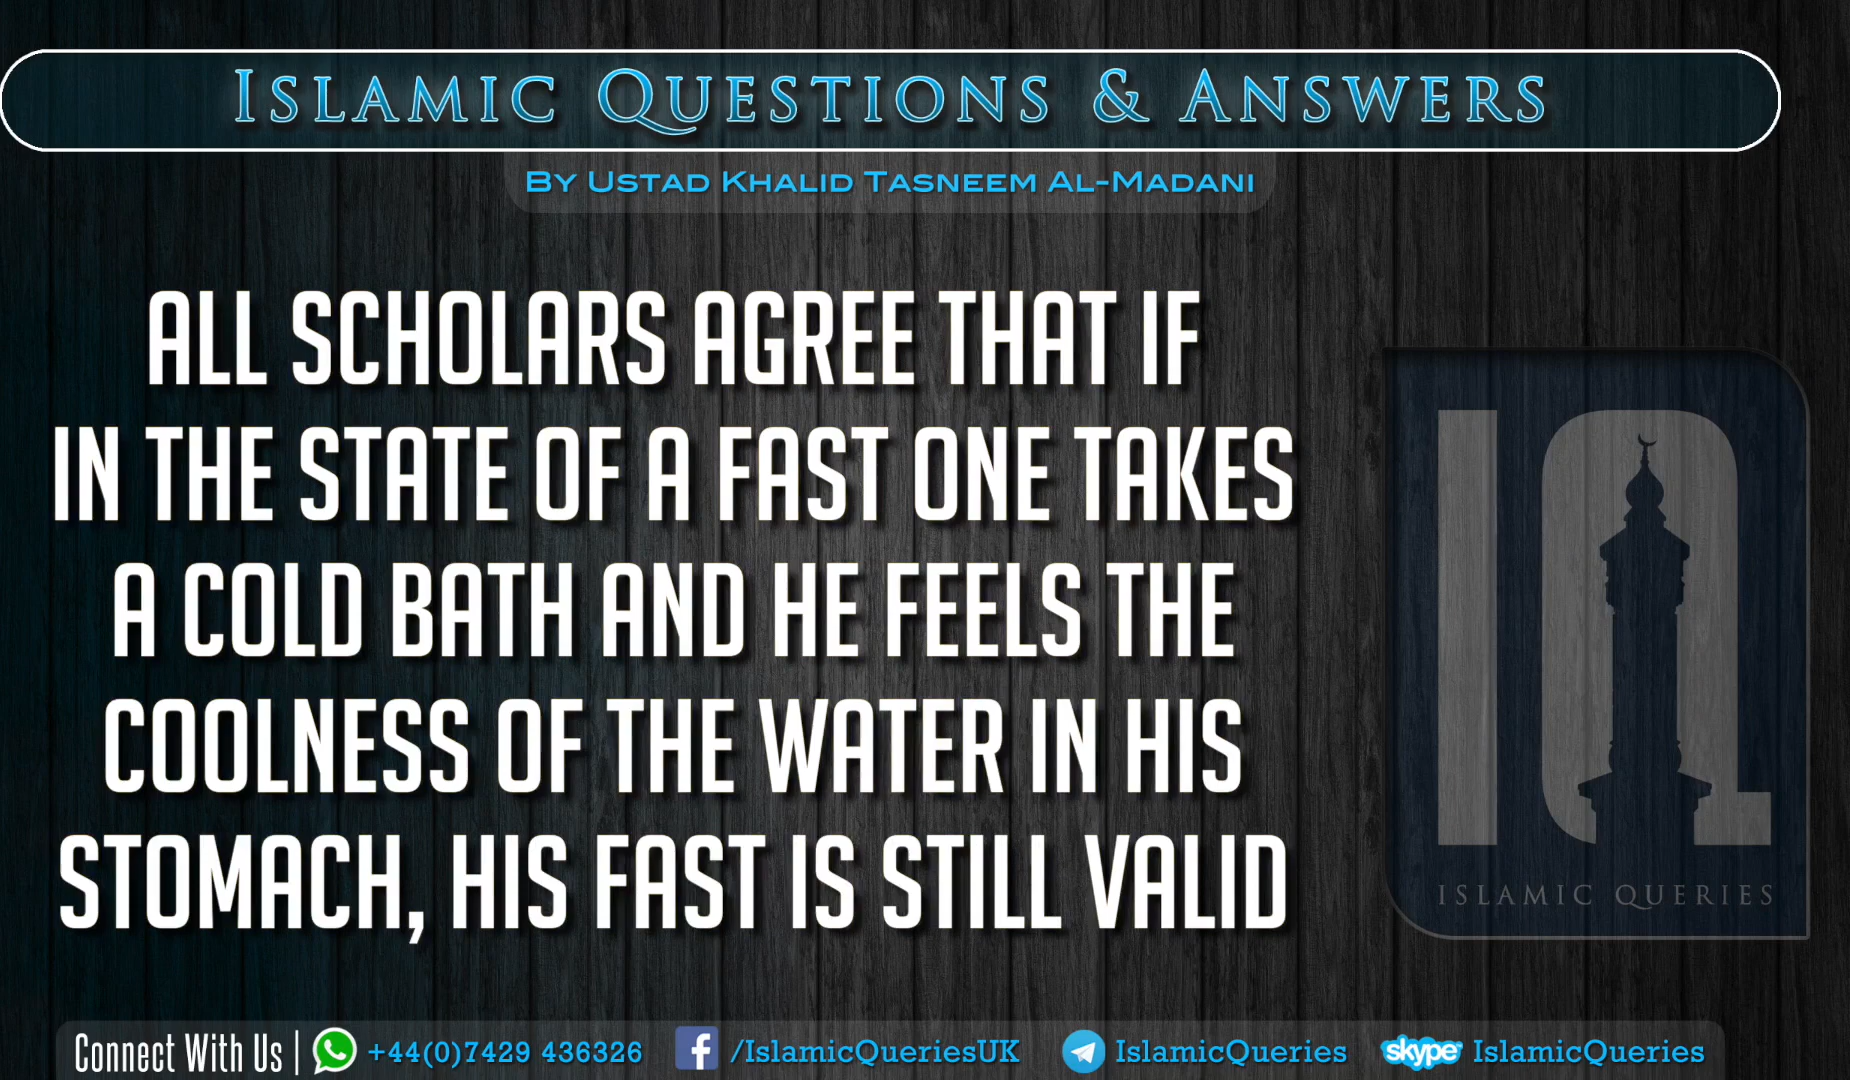 ISLAMIC QUESTIONS & ANSWERS
BY USTAD KHALID TASNEEM AL-MADANI
ALL SCHOLARS AGREE THAT IF
IN THE STATE OF A FAST ONE TAKES
A COLD BATH AND HE FEELS THE
COOLNESS OF THE WATER IN HIS
STOMACH, HIS FAST IS STILL VALID
IQ
ISLAMIC QUERIES
Connect With Us | +44(0)7429 436326 f /IslamicQueriesUK IslamicQueries skype IslamicQueries